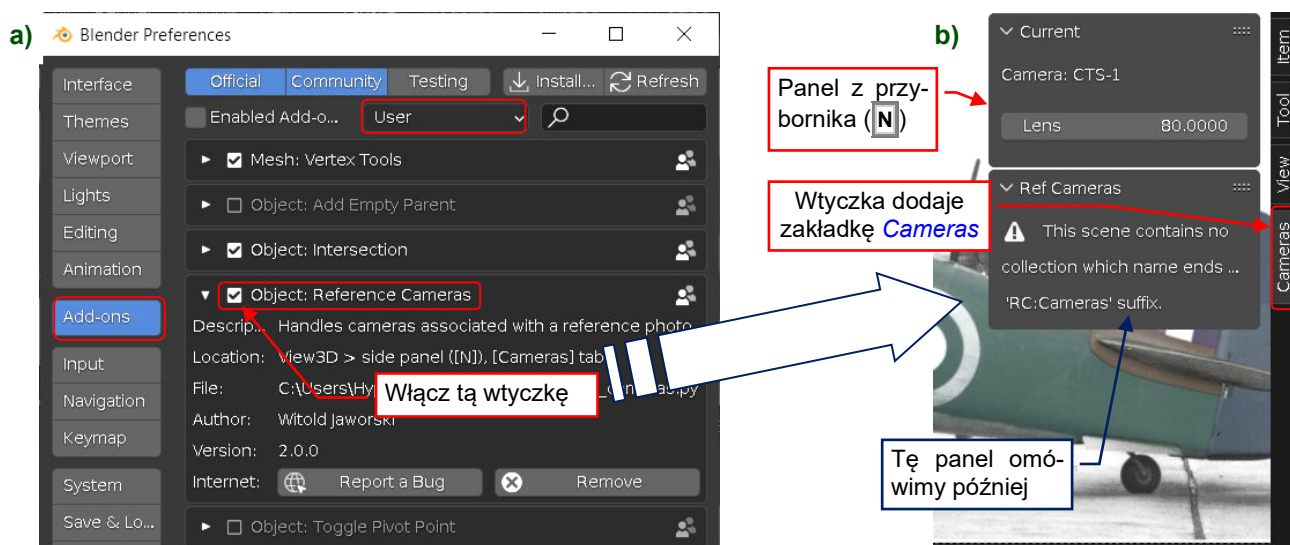 a)
Blender Preferences
Interface
Themes
Viewport
Lights
Editing
Animation
Add-ons
Input
Navigation
Keymap
System
Save & Lo...
Official Community Testing Install... Refresh
Enabled Add-o... User
Mesh: Vertex Tools
Object: Add Empty Parent
Object: Intersection
Object: Reference Cameras
Descrip... Handles cameras associated with a reference photo
Location: View3D > side panel ([N]), [Cameras] tab
File: C:\Users\Hy
Author: Witold Jaworski
Version: 2.0.0
Internet: Report a Bug Remove
Object: Toggle Pivot Point
Włącz tą wtyczkę
b)
Panel z przy-
bornika (N)
Wtyczka dodaje
zakładkę Cameras
Current
Camera: CTS-1
Lens 80.0000
Ref Cameras
This scene contains no
collection which name ends ...
'RC:Cameras' suffix.
Item
Tool
View
Cameras
Tę panel omó-
wimy później